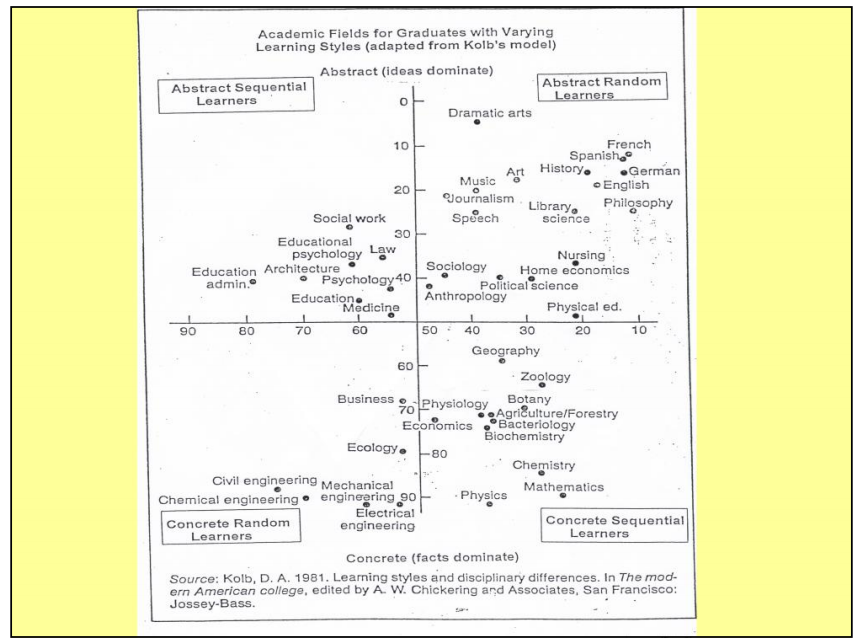 Academic Fields for Graduates with Varying
Learning Styles (adapted from Kolb's model)
Abstract (ideas dominate)
Abstract Sequential
Learners
Abstract Random
Learners
0
Dramatic arts
10
French
Spanish
History
German
Art
Music
English
20
Journalism
Library
science
Philosophy
Speech
Social work
30
Educational
psychology
Law
Nursing
Education
admin.
Architecture
Psychology
40
Sociology
Home economics
Political science
Anthropology
Education
Medicine
Physical ed.
90 80 70 60 50 40 30 20 10
Geography
60
Zoology
Business
Physiology
Botany
70
Agriculture/Forestry
Economics
Bacteriology
Biochemistry
Ecology
80
Chemistry
Civil engineering
Mechanical
engineering
Mathematics
Chemical engineering
90
Physics
Electrical
engineering
Concrete Random
Learners
Concrete Sequential
Learners
Concrete (facts dominate)
Source: Kolb, D. A. 1981. Learning styles and disciplinary differences. In The mod-
ern American college, edited by A. W. Chickering and Associates, San Francisco:
Jossey-Bass.